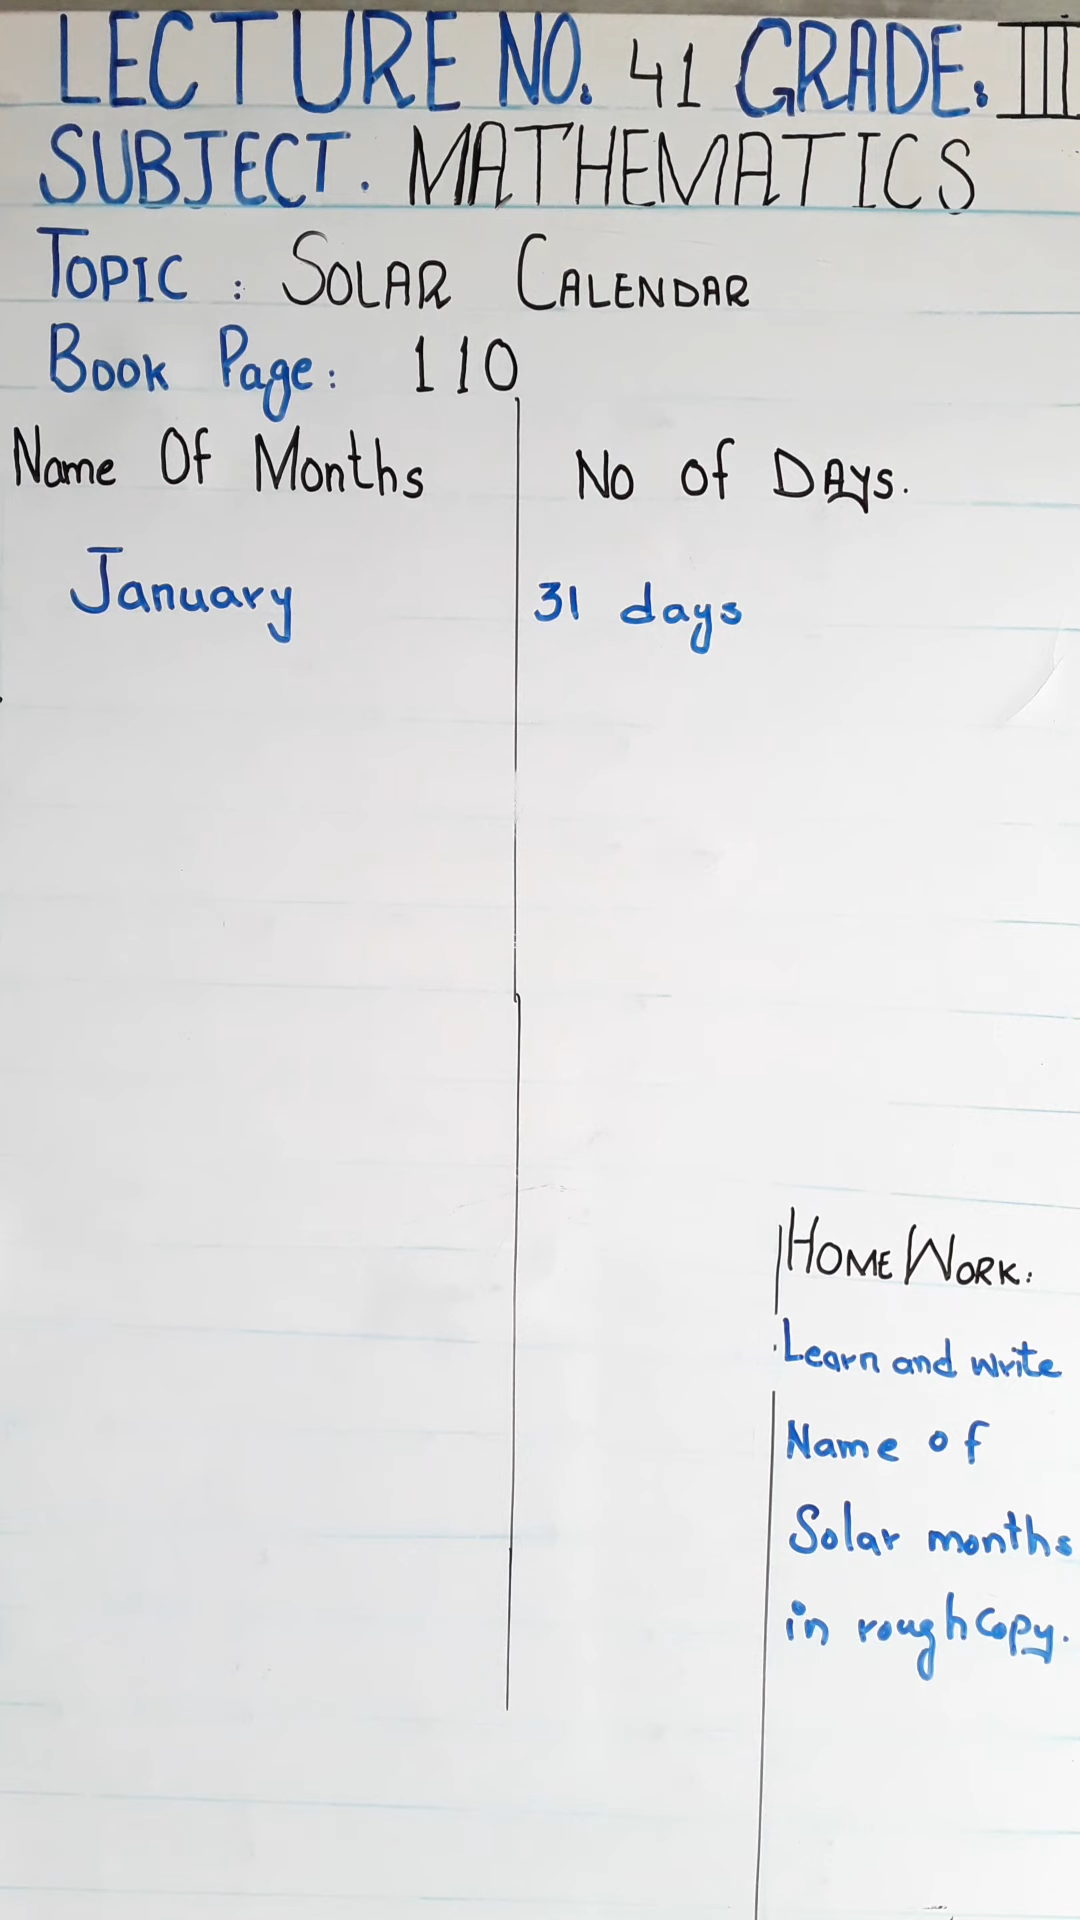 LECTURE NO. 41 GRADE: III
SUBJECT. MATHEMATICS
TOPIC : SOLAR CALENDAR
BOOK Page: 110
Name Of Months No of DAYS.
January 31 days
HOME WORK:
Learn and write
Name of
Solar months
in rough copy.